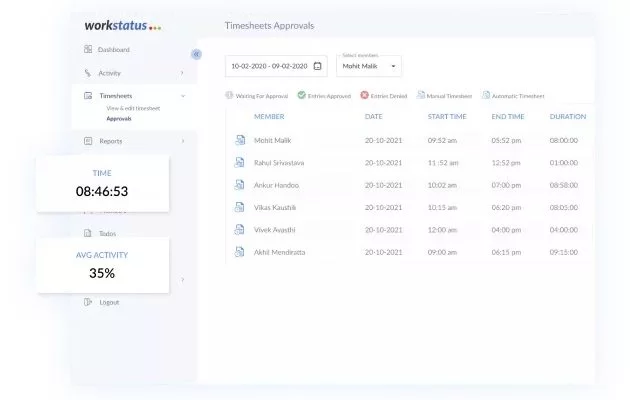 workstatus
Timesheets Approvals
Dashboard
Activity
Timesheets
View & edit timesheet
Approvals
Reports
TIME
08:46:53
Todos
AVG ACTIVITY
35%
Logout
10-02-2020 - 09-02-2020
Select members
Mohit Malik
Waiting For Approval Entries Approved Entries Denied Manual Timesheet Automatic Timesheet
MEMBER DATE START TIME END TIME DURATION
Mohit Malik 20-10-2021 09:52 am 05:52 pm 08:00:00
Rahul Srivastava 20-10-2021 11 :52 am 12:52 pm 01:00:00
Ankur Handoo 20-10-2021 10:02 am 07:00 pm 08:58:00
Vikas Kaushik 20-10-2021 10:15 am 06:20 pm 08:05:00
Vivek Avasthi 20-10-2021 12:00 am 04:00 pm 04:00:00
Akhil Mendiratta 20-10-2021 09:00 am 06:15 pm 09:15:00